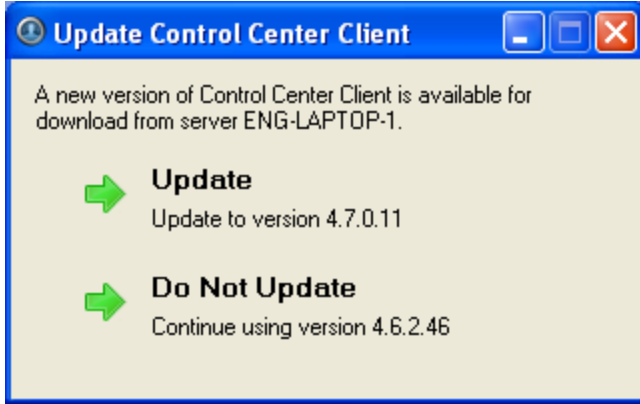 Update Control Center Client
A new version of Control Center Client is available for
download from server ENG-LAPTOP-1.
Update
Update to version 4.7.0.11
Do Not Update
Continue using version 4.6.2.46